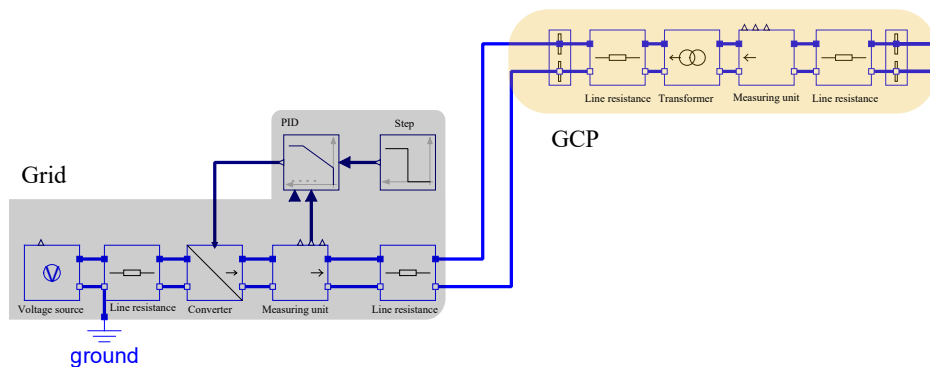 Line resistance
Transformer
Measuring unit
Line resistance
GCP
PID
Step
Grid
V
Voltage source
Line resistance
Converter
Measuring unit
Line resistance
ground